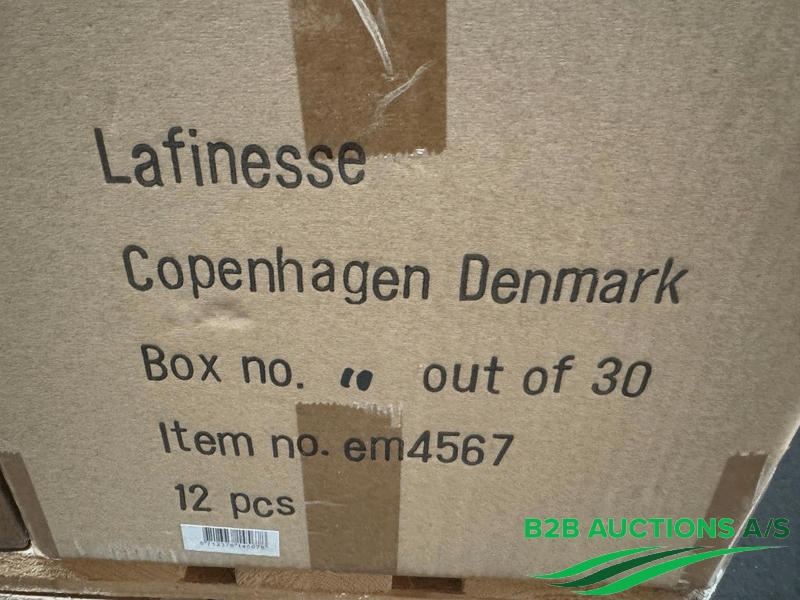 Lafinesse
Copenhagen Denmark
Box no. out of 30
Item no. em4567
12 pcs
B2B AUCTIONS A/S